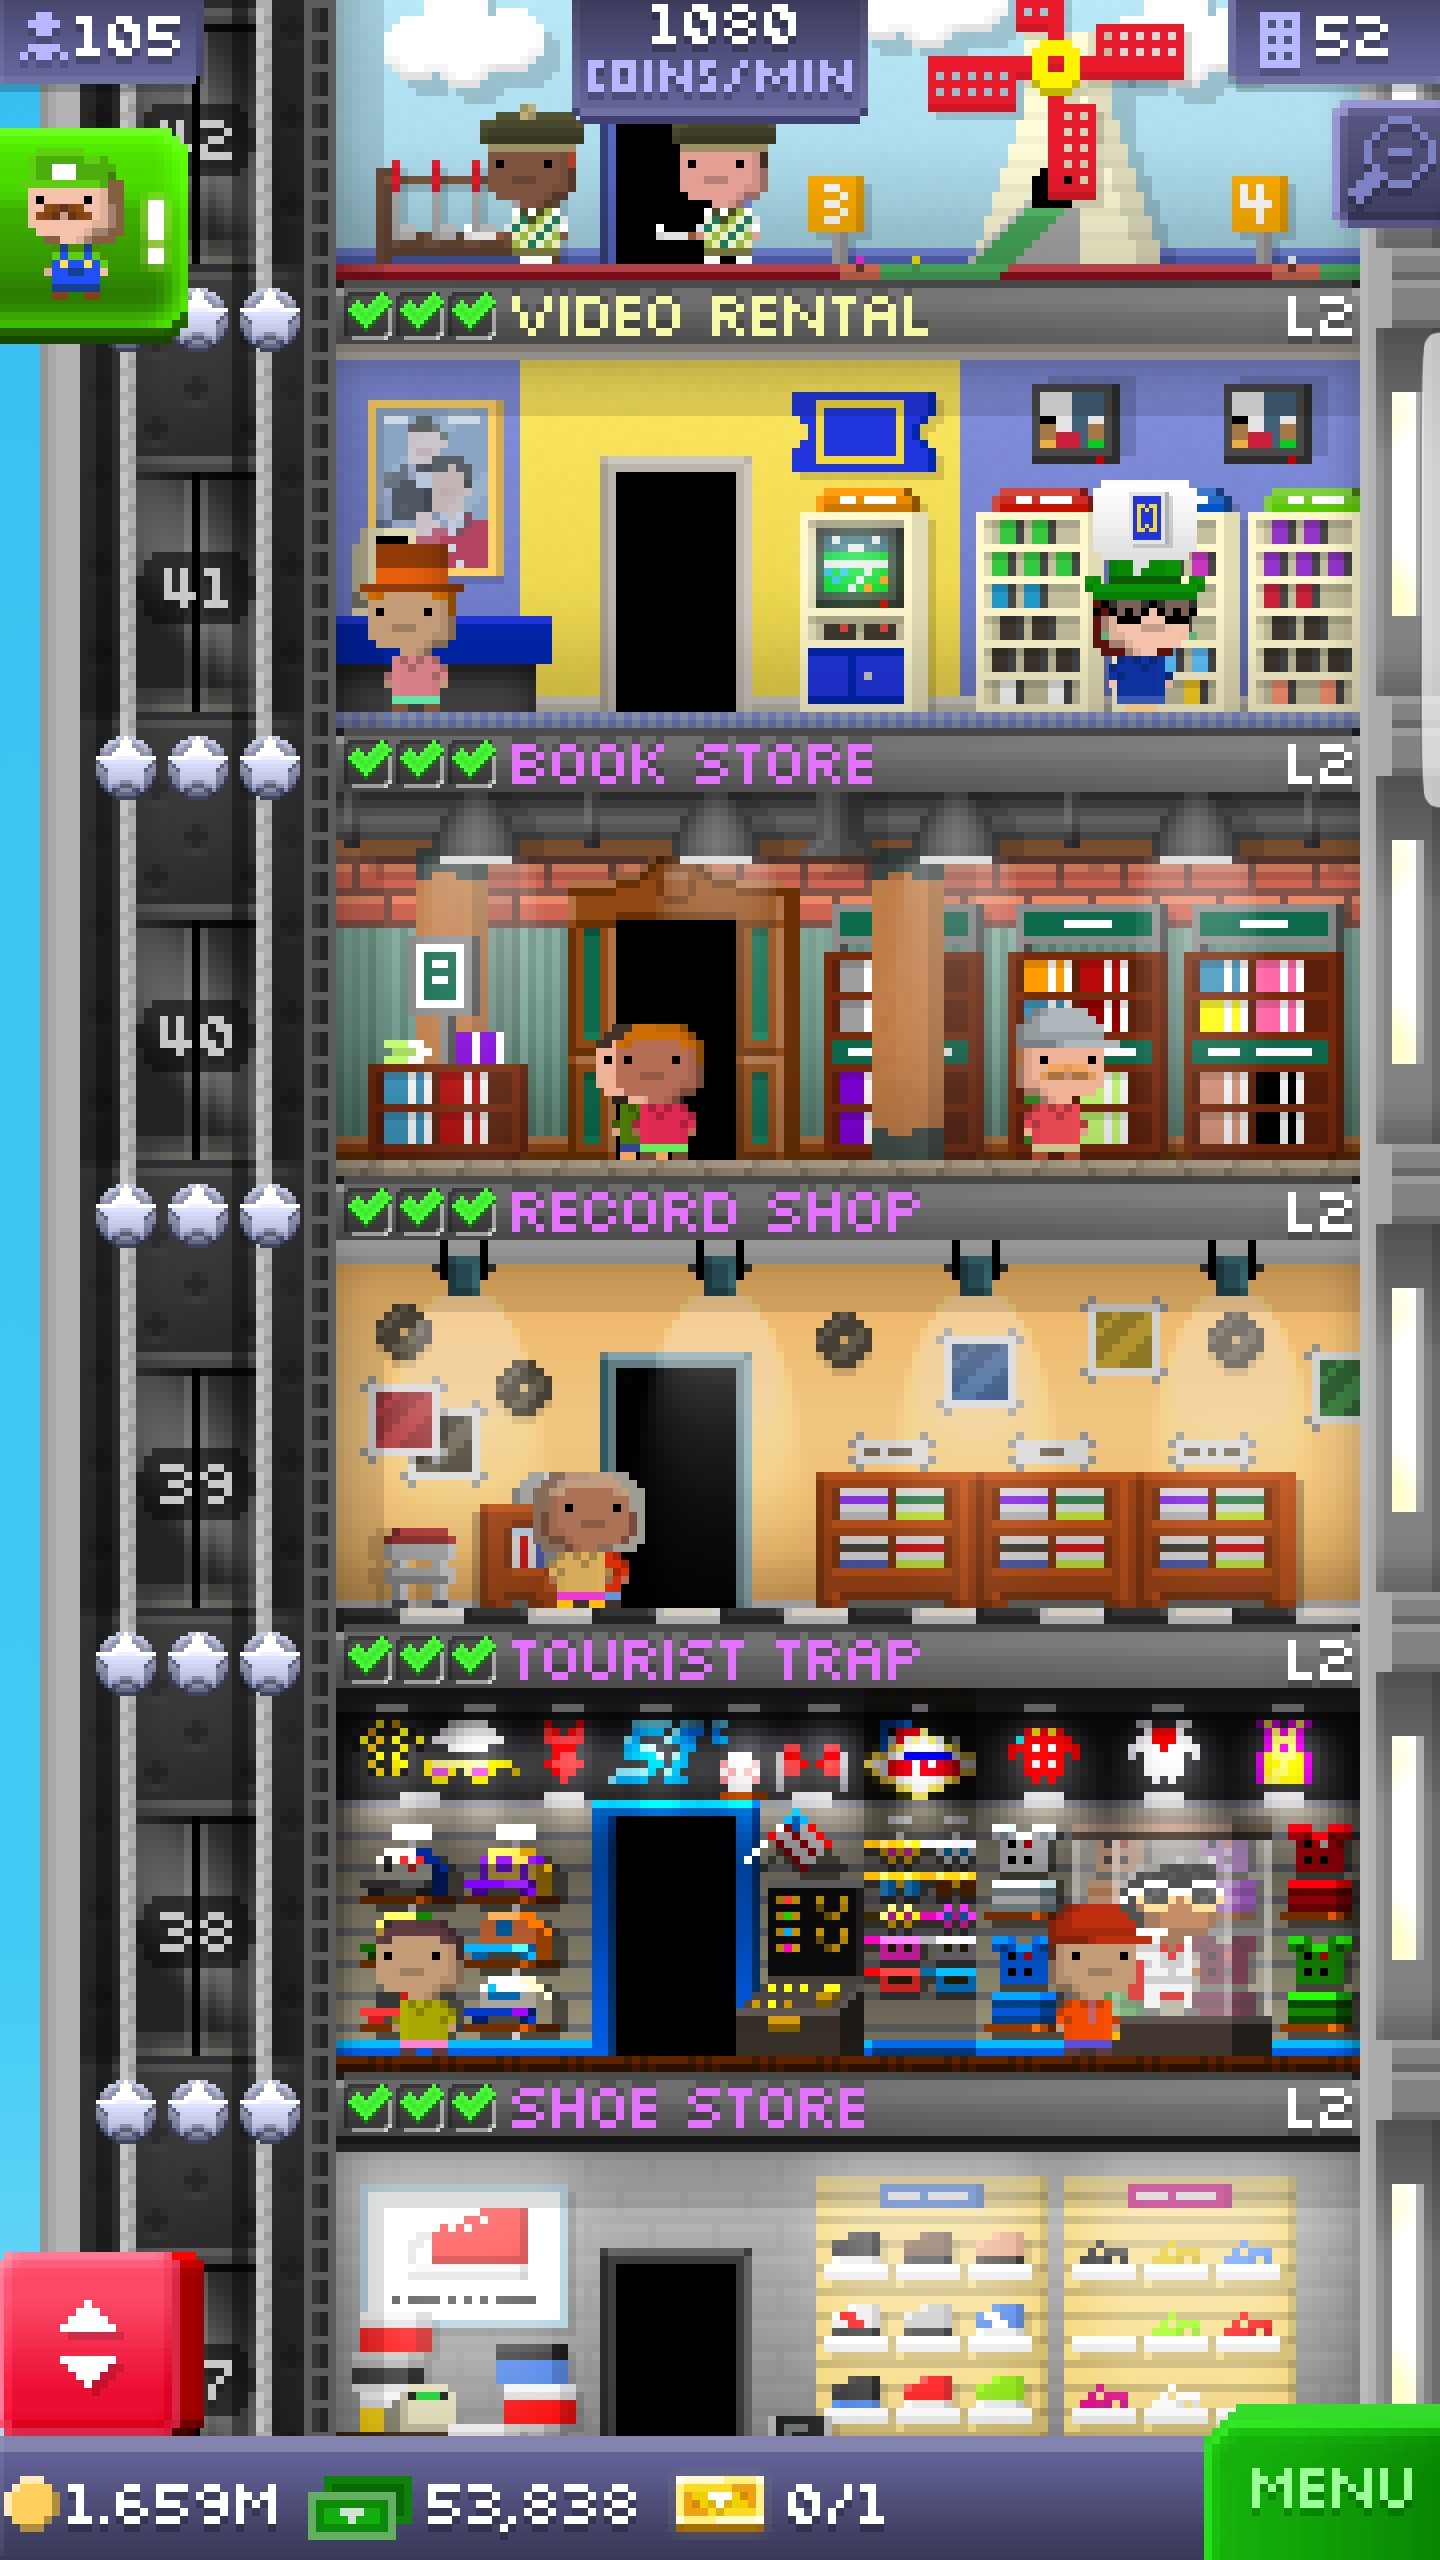 105
1080
COINS/MIN
52
42
!
3
4
VIDEO RENTAL
L2
41
BOOK STORE
L2
40
RECORD SHOP
L2
39
TOURIST TRAP
L2
38
SHOE STORE
L2
7
1.659M
53,838
0/1
MENU